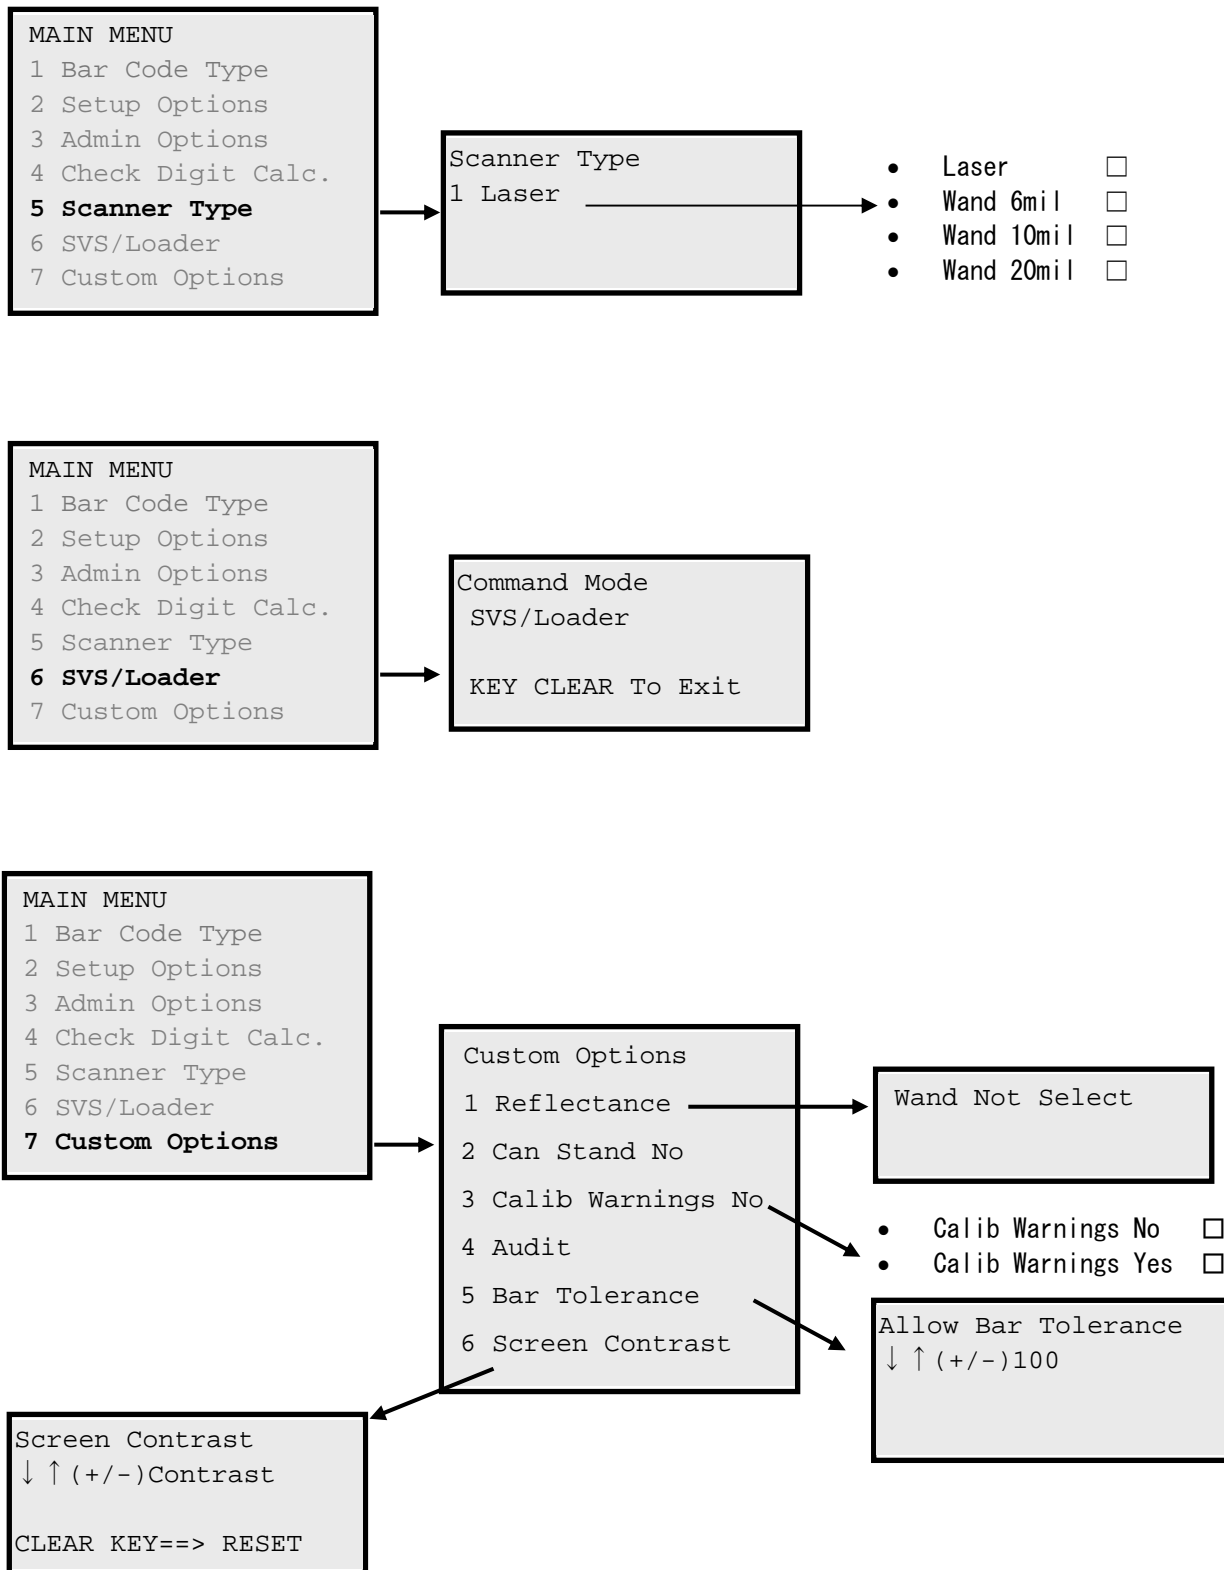 MAIN MENU
1 Bar Code Type
2 Setup Options
3 Admin Options
4 Check Digit Calc.
5 Scanner Type
6 SVS/Loader
7 Custom Options
Scanner Type
1 Laser
• Laser □
• Wand 6mil □
• Wand 10mil □
• Wand 20mil □
MAIN MENU
1 Bar Code Type
2 Setup Options
3 Admin Options
4 Check Digit Calc.
5 Scanner Type
6 SVS/Loader
7 Custom Options
Command Mode
SVS/Loader
KEY CLEAR To Exit
MAIN MENU
1 Bar Code Type
2 Setup Options
3 Admin Options
4 Check Digit Calc.
5 Scanner Type
6 SVS/Loader
7 Custom Options
Custom Options
1 Reflectance
2 Can Stand No
3 Calib Warnings No
4 Audit
5 Bar Tolerance
6 Screen Contrast
Wand Not Select
• Calib Warnings No □
• Calib Warnings Yes □
Allow Bar Tolerance
↓↑(+/-)100
Screen Contrast
↓↑(+/-)Contrast
CLEAR KEY==> RESET